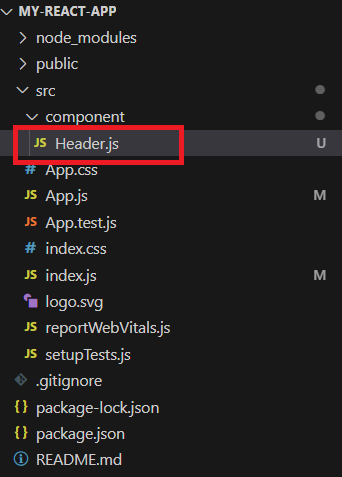 MY-REACT-APP
node_modules
public
src
component
JS Header.js U
# App.css
JS App.js M
JS App.test.js
# index.css
JS index.js M
logo.svg
JS reportWebVitals.js
JS setupTests.js
.gitignore
{} package-lock.json
{} package.json
README.md